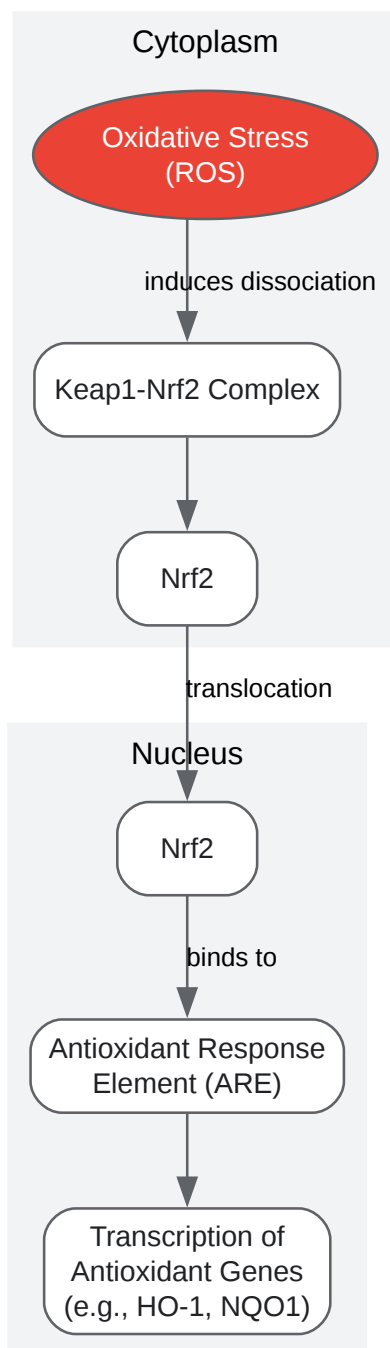 Cytoplasm
Oxidative Stress
(ROS)
induces dissociation
Keap1-Nrf2 Complex
Nrf2
translocation
Nucleus
Nrf2
binds to
Antioxidant Response
Element (ARE)
Transcription of
Antioxidant Genes
(e.g., HO-1, NQO1)